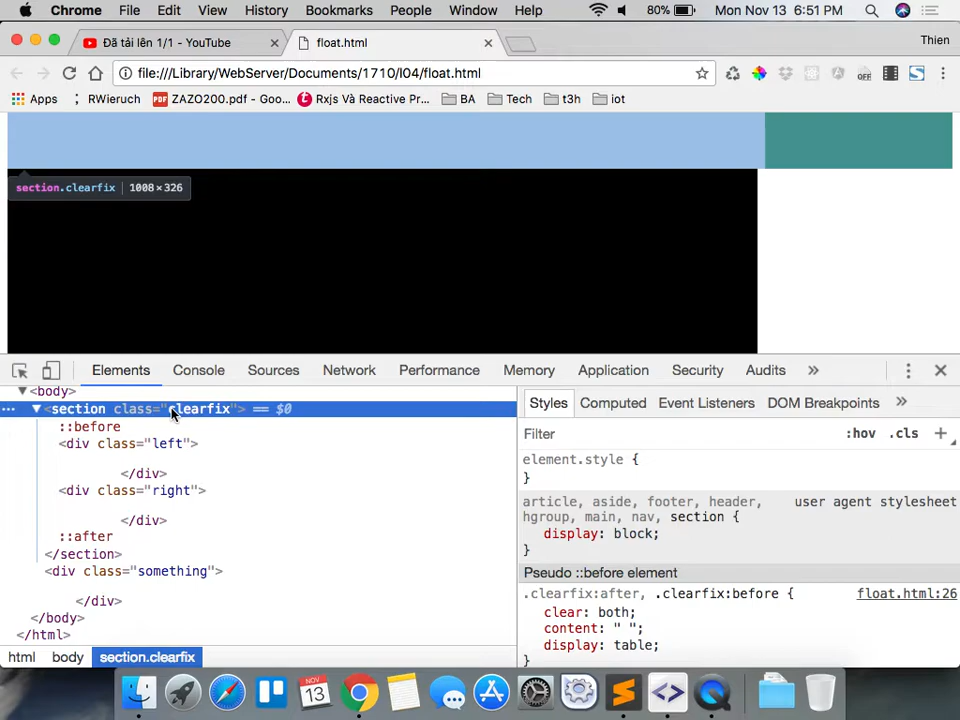 Chrome File Edit View History Bookmarks People Window Help 80% Mon Nov 13 6:51 PM
Đã tải lên 1/1 - YouTube float.html Thien
file:///Library/WebServer/Documents/1710/l04/float.html
Apps RWieruch ZAZO200.pdf - Goo... Rxjs Và Reactive Pr... BA Tech t3h iot
section.clearfix 1008×326
Elements Console Sources Network Performance Memory Application Security Audits »
<body>
<section class="clearfix"> == $0
::before
<div class="left">
</div>
<div class="right">
</div>
::after
</section>
<div class="something">
</div>
</body>
</html>
html body section.clearfix
Styles Computed Event Listeners DOM Breakpoints »
Filter :hov .cls +
element.style {
}
article, aside, footer, header, user agent stylesheet
hgroup, main, nav, section {
display: block;
}
Pseudo ::before element
.clearfix:after, .clearfix:before { float.html:26
clear: both;
content: " ";
display: table;
}
NOV
13